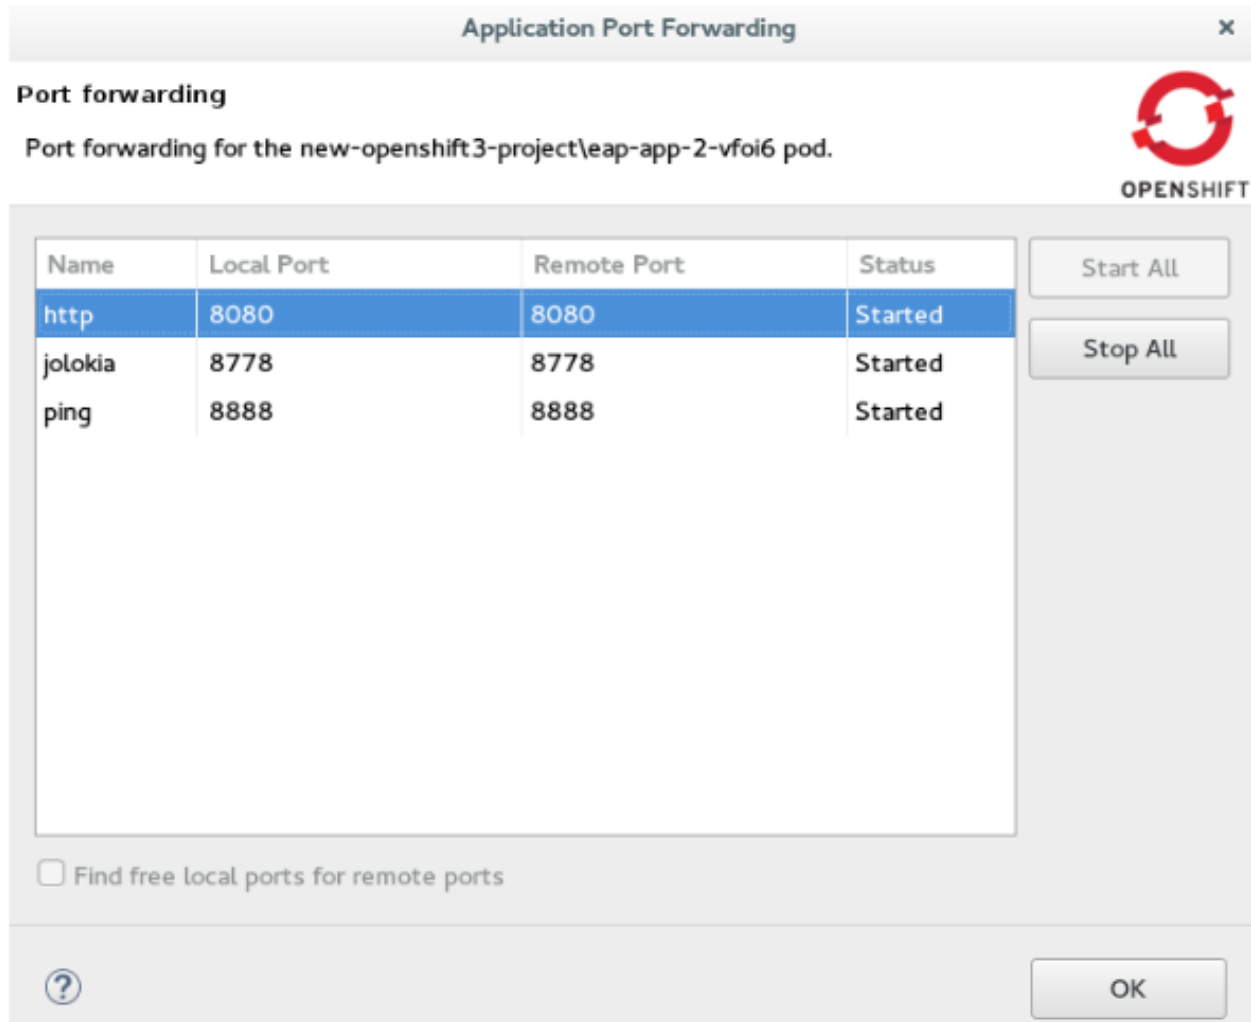 Application Port Forwarding ×
Port forwarding
Port forwarding for the new-openshift3-project\eap-app-2-vfoi6 pod.
OPENSHIFT
Name Local Port Remote Port Status
http 8080 8080 Started
jolokia 8778 8778 Started
ping 8888 8888 Started
Start All
Stop All
Find free local ports for remote ports
?
OK